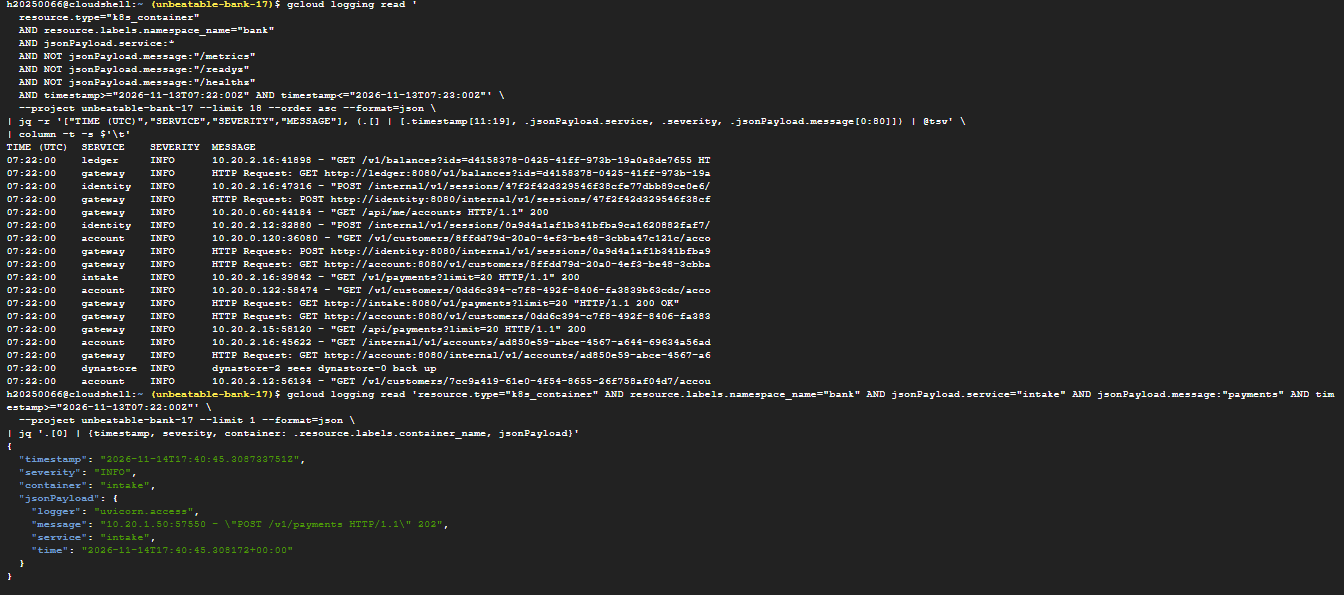 h20250066@cloudshell:~ (unbeatable-bank-17)$ gcloud logging read '
  resource.type="k8s_container"
  AND resource.labels.namespace_name="bank"
  AND jsonPayload.service:*
  AND NOT jsonPayload.message:"/metrics"
  AND NOT jsonPayload.message:"/readyz"
  AND NOT jsonPayload.message:"/healthz"
  AND timestamp>="2026-11-13T07:22:00Z" AND timestamp<="2026-11-13T07:23:00Z"' \
  --project unbeatable-bank-17 --limit 18 --order asc --format=json \
| jq -r '["TIME (UTC)","SERVICE","SEVERITY","MESSAGE"], (.[] | [.timestamp[11:19], .jsonPayload.service, .severity, .jsonPayload.message[0:80]]) | @tsv' \
| column -t -s $'\t'
TIME (UTC)  SERVICE    SEVERITY  MESSAGE
07:22:00    ledger     INFO      10.20.2.16:41898 - "GET /v1/balances?ids=d4158378-0425-41ff-973b-19a0a8de7655 HT
07:22:00    gateway    INFO      HTTP Request: GET http://ledger:8080/v1/balances?ids=d4158378-0425-41ff-973b-19a
07:22:00    identity   INFO      10.20.2.16:47316 - "POST /internal/v1/sessions/47f2f42d329546f38cfe77dbb89ce0e6/
07:22:00    gateway    INFO      HTTP Request: POST http://identity:8080/internal/v1/sessions/47f2f42d329546f38cf
07:22:00    gateway    INFO      10.20.0.60:44184 - "GET /api/me/accounts HTTP/1.1" 200
07:22:00    identity   INFO      10.20.2.12:32880 - "POST /internal/v1/sessions/0a9d4a1af1b341bfba9ca1620882faf7/
07:22:00    account    INFO      10.20.0.120:36080 - "GET /v1/customers/8ffdd79d-20a0-4ef3-be48-3cbba47c121c/acco
07:22:00    gateway    INFO      HTTP Request: POST http://identity:8080/internal/v1/sessions/0a9d4a1af1b341bfba9
07:22:00    gateway    INFO      HTTP Request: GET http://account:8080/v1/customers/8ffdd79d-20a0-4ef3-be48-3cbba
07:22:00    intake     INFO      10.20.2.16:39842 - "GET /v1/payments?limit=20 HTTP/1.1" 200
07:22:00    account    INFO      10.20.0.122:58474 - "GET /v1/customers/0dd6c394-c7f8-492f-8406-fa3839b63cdc/acco
07:22:00    gateway    INFO      HTTP Request: GET http://intake:8080/v1/payments?limit=20 "HTTP/1.1 200 OK"
07:22:00    gateway    INFO      HTTP Request: GET http://account:8080/v1/customers/0dd6c394-c7f8-492f-8406-fa383
07:22:00    gateway    INFO      10.20.2.15:58120 - "GET /api/payments?limit=20 HTTP/1.1" 200
07:22:00    account    INFO      10.20.2.16:45622 - "GET /internal/v1/accounts/ad850e59-abce-4567-a644-69634a56ad
07:22:00    gateway    INFO      HTTP Request: GET http://account:8080/internal/v1/accounts/ad850e59-abce-4567-a6
07:22:00    dynastore  INFO      dynastore-2 sees dynastore-0 back up
07:22:00    account    INFO      10.20.2.12:56134 - "GET /v1/customers/7cc9a419-61e0-4f54-8655-26f758af04d7/accou
h20250066@cloudshell:~ (unbeatable-bank-17)$ gcloud logging read 'resource.type="k8s_container" AND resource.labels.namespace_name="bank" AND jsonPayload.service="intake" AND jsonPayload.message:"payments" AND tim
estamp>="2026-11-13T07:22:00Z"' \
  --project unbeatable-bank-17 --limit 1 --format=json \
| jq '.[0] | {timestamp, severity, container: .resource.labels.container_name, jsonPayload}'
{
  "timestamp": "2026-11-14T17:40:45.308733751Z",
  "severity": "INFO",
  "container": "intake",
  "jsonPayload": {
    "logger": "uvicorn.access",
    "message": "10.20.1.50:57550 - \"POST /v1/payments HTTP/1.1\" 202",
    "service": "intake",
    "time": "2026-11-14T17:40:45.308172+00:00"
  }
}